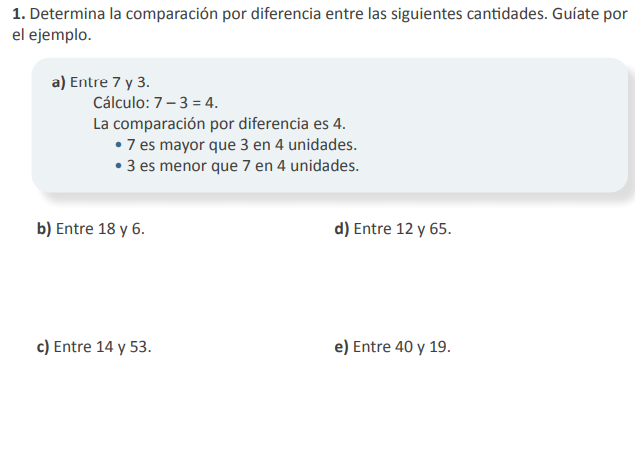 1. Determina la comparación por diferencia entre las siguientes cantidades. Guíate por
el ejemplo.
a) Entre 7 y 3.
Cálculo: 7 – 3 = 4.
La comparación por diferencia es 4.
• 7 es mayor que 3 en 4 unidades.
• 3 es menor que 7 en 4 unidades.
b) Entre 18 y 6.
d) Entre 12 y 65.
c) Entre 14 y 53.
e) Entre 40 y 19.